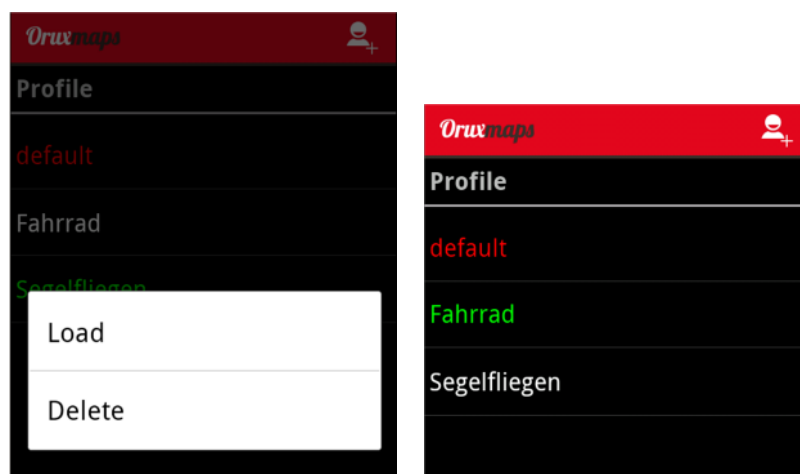 Oruxmaps
Profile
default
Fahrrad
Segelfliegen
Load
Delete
Oruxmaps
Profile
default
Fahrrad
Segelfliegen